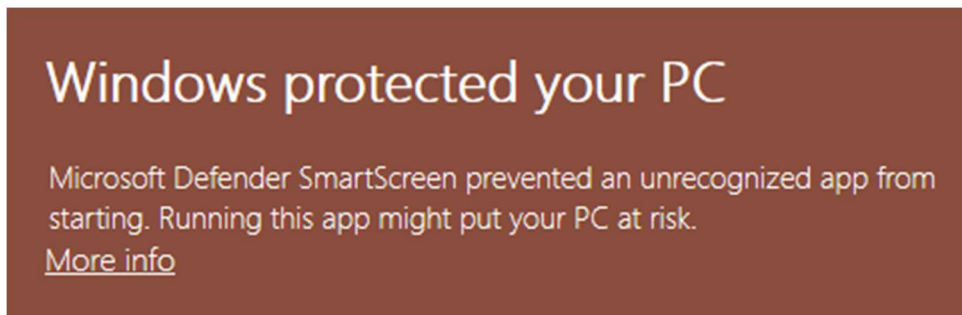 Windows protected your PC
Microsoft Defender SmartScreen prevented an unrecognized app from
starting. Running this app might put your PC at risk.
More info